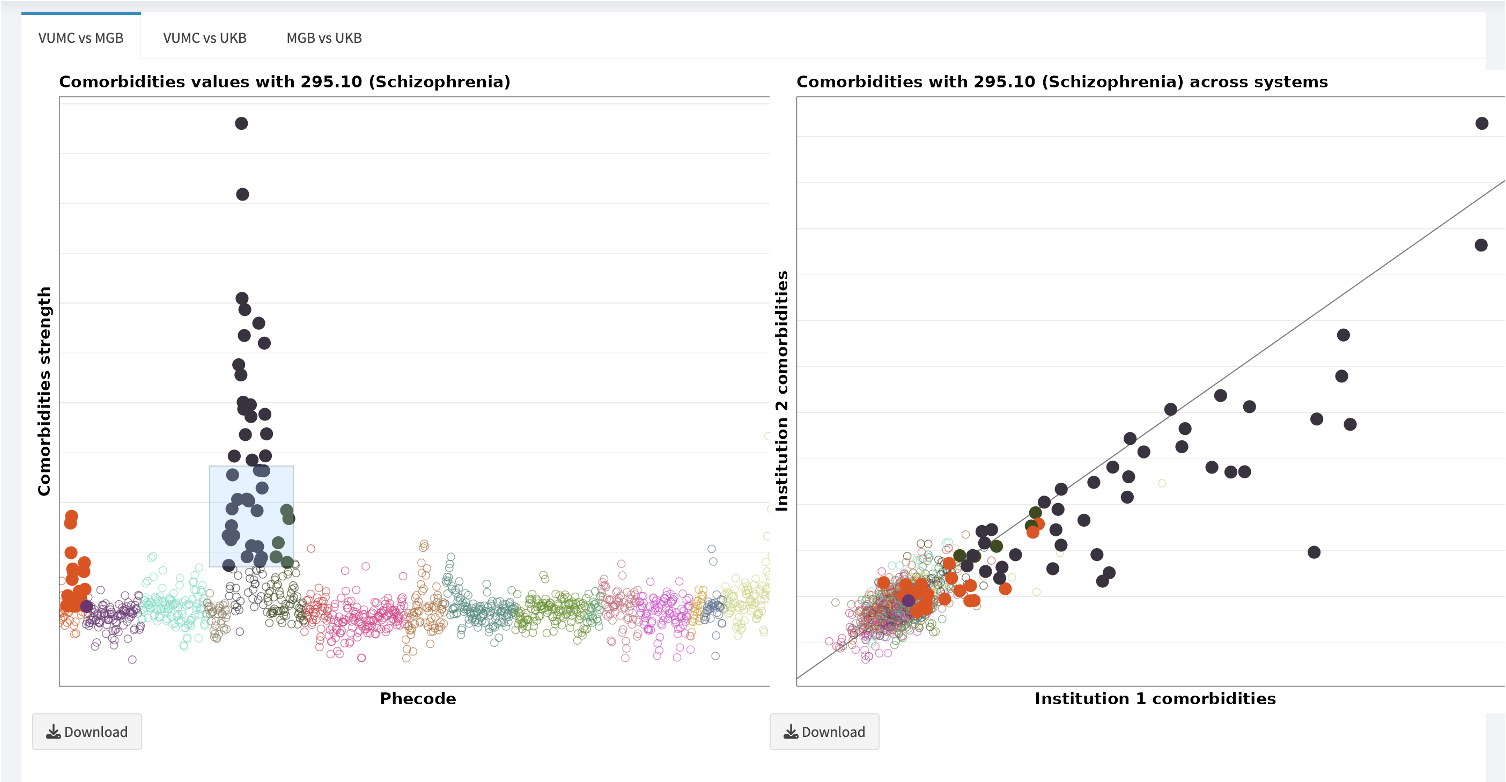 VUMC vs MGB
VUMC vs UKB
MGB vs UKB
Comorbidities values with 295.10 (Schizophrenia)
Comorbidities strength
Phecode
Download
Comorbidities with 295.10 (Schizophrenia) across systems
Institution 2 comorbidities
Institution 1 comorbidities
Download